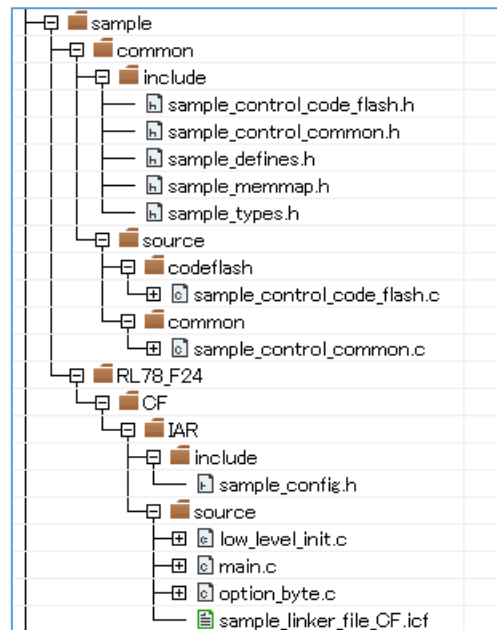 sample
common
include
sample_control_code_flash.h
sample_control_common.h
sample_defines.h
sample_memmap.h
sample_types.h
source
codeflash
sample_control_code_flash.c
common
sample_control_common.c
RL78_F24
CF
IAR
include
sample_config.h
source
low_level_init.c
main.c
option_byte.c
sample_linker_file_CF.icf